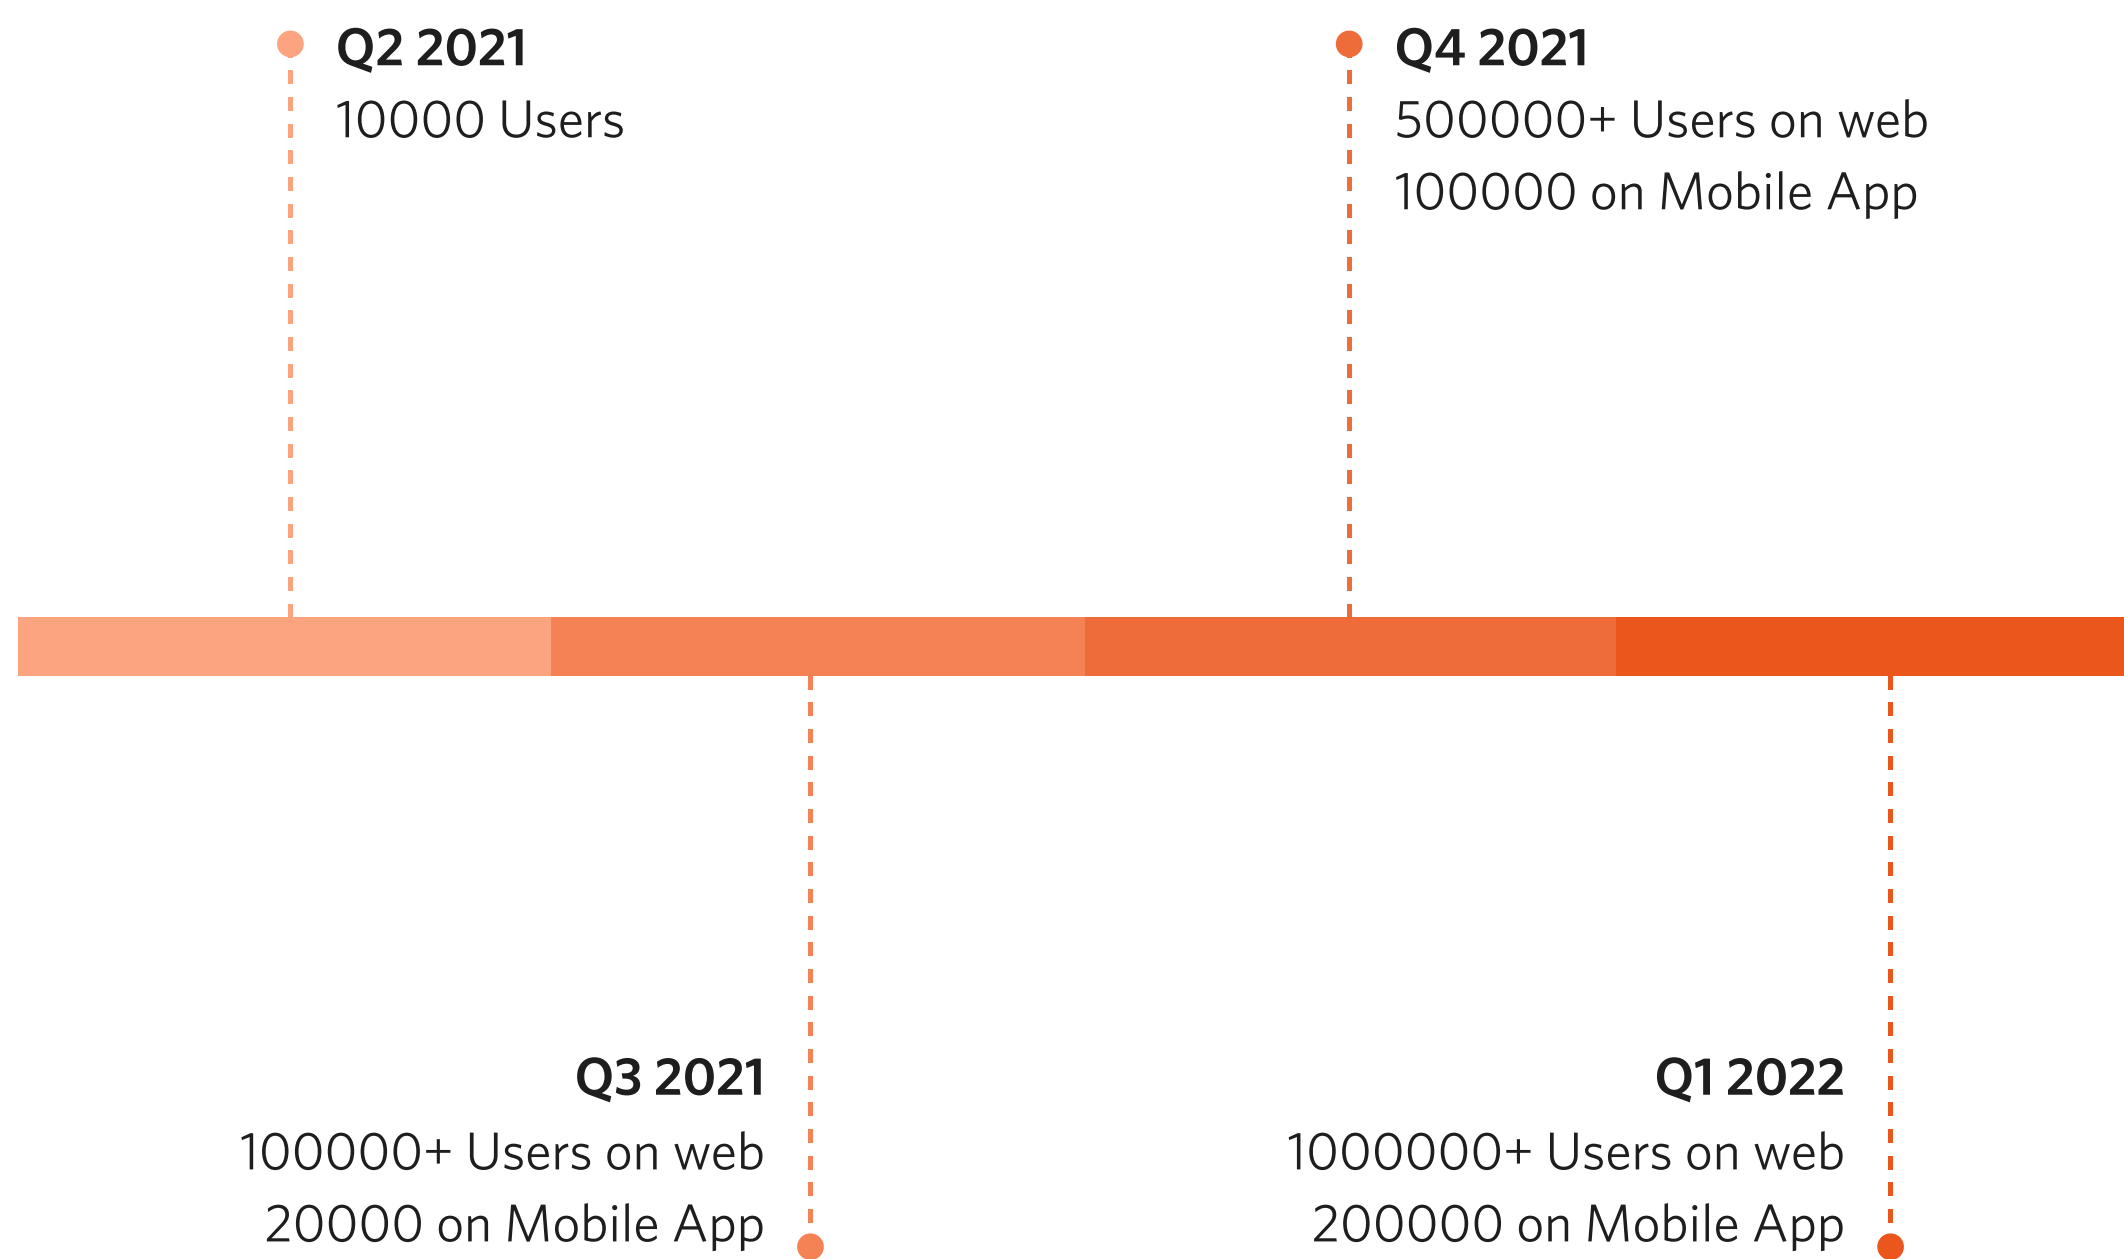 Q2 2021
10000 Users
Q4 2021
500000+ Users on web
100000 on Mobile App
Q3 2021
100000+ Users on web
20000 on Mobile App
Q1 2022
1000000+ Users on web
200000 on Mobile App